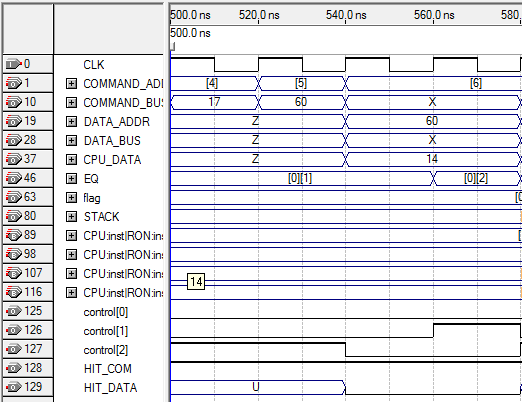 500.0 ns 520.0 ns 540.0 ns 560.0 ns 580.
500.0 ns
0 CLK
1 COMMAND_ADI [4] [5] [6]
10 COMMAND_BUS 17 60 X
19 DATA_ADDR Z 60
28 DATA_BUS Z X
37 CPU_DATA Z 14
46 EQ [0][1] [0][2]
63 flag [0
80 STACK
89 CPU:inst|RON:ins [
98 CPU:inst|RON:ins
107 CPU:inst|RON:ins
14
116 CPU:inst|RON:ins
125 control[0]
126 control[1]
127 control[2]
128 HIT_COM
129 HIT_DATA U